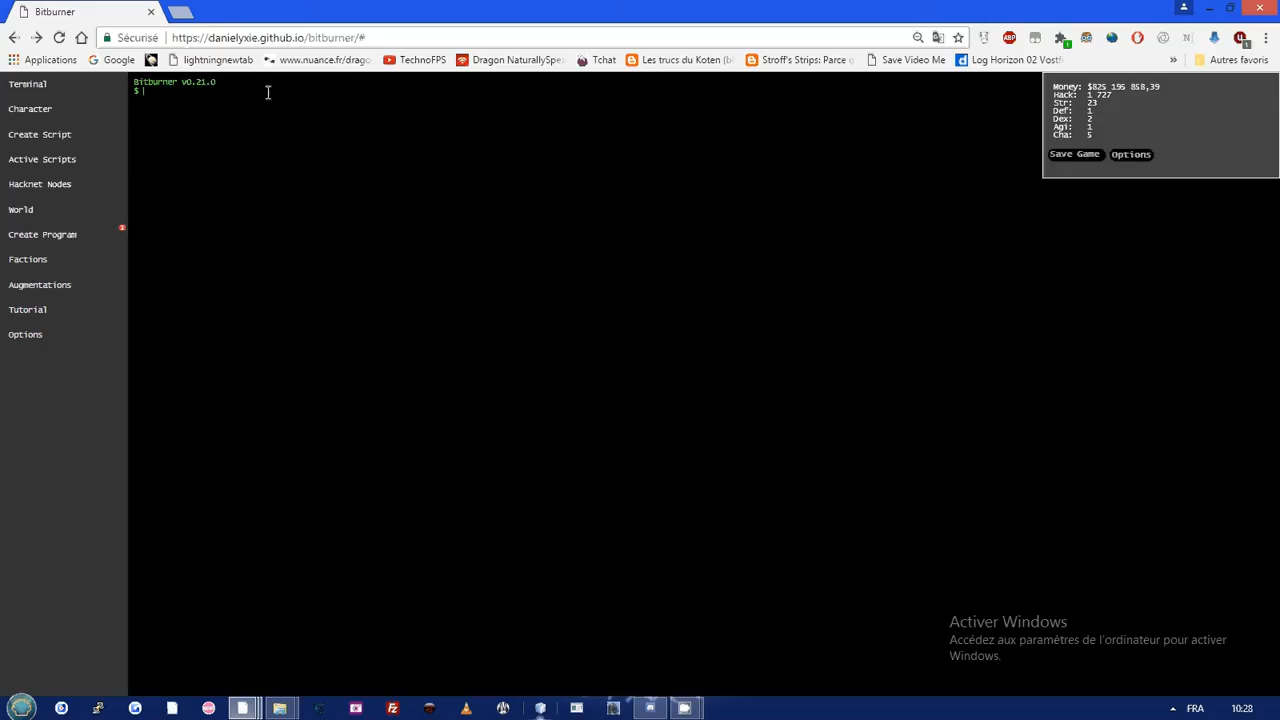 Bitburner
Sécurisé https://danielyxie.github.io/bitburner/#
Applications Google lightningnewtab www.nuance.fr/drago TechnoFPS Dragon NaturallySpe Tchat Les trucs du Koten (b Stroff's Strips: Parce q Save Video Me Log Horizon 02 Vostf » Autres favoris
Terminal
Character
Create Script
Active Scripts
Hacknet Nodes
World
Create Program
Factions
Augmentations
Tutorial
Options
Bitburner v0.21.0
$
Money: $825 195 858,39
Hack: 1 727
Str: 23
Def: 1
Dex: 2
Agi: 1
Cha: 5
Save Game Options
Activer Windows
Accédez aux paramètres de l'ordinateur pour activer
Windows.
FRA 10:28